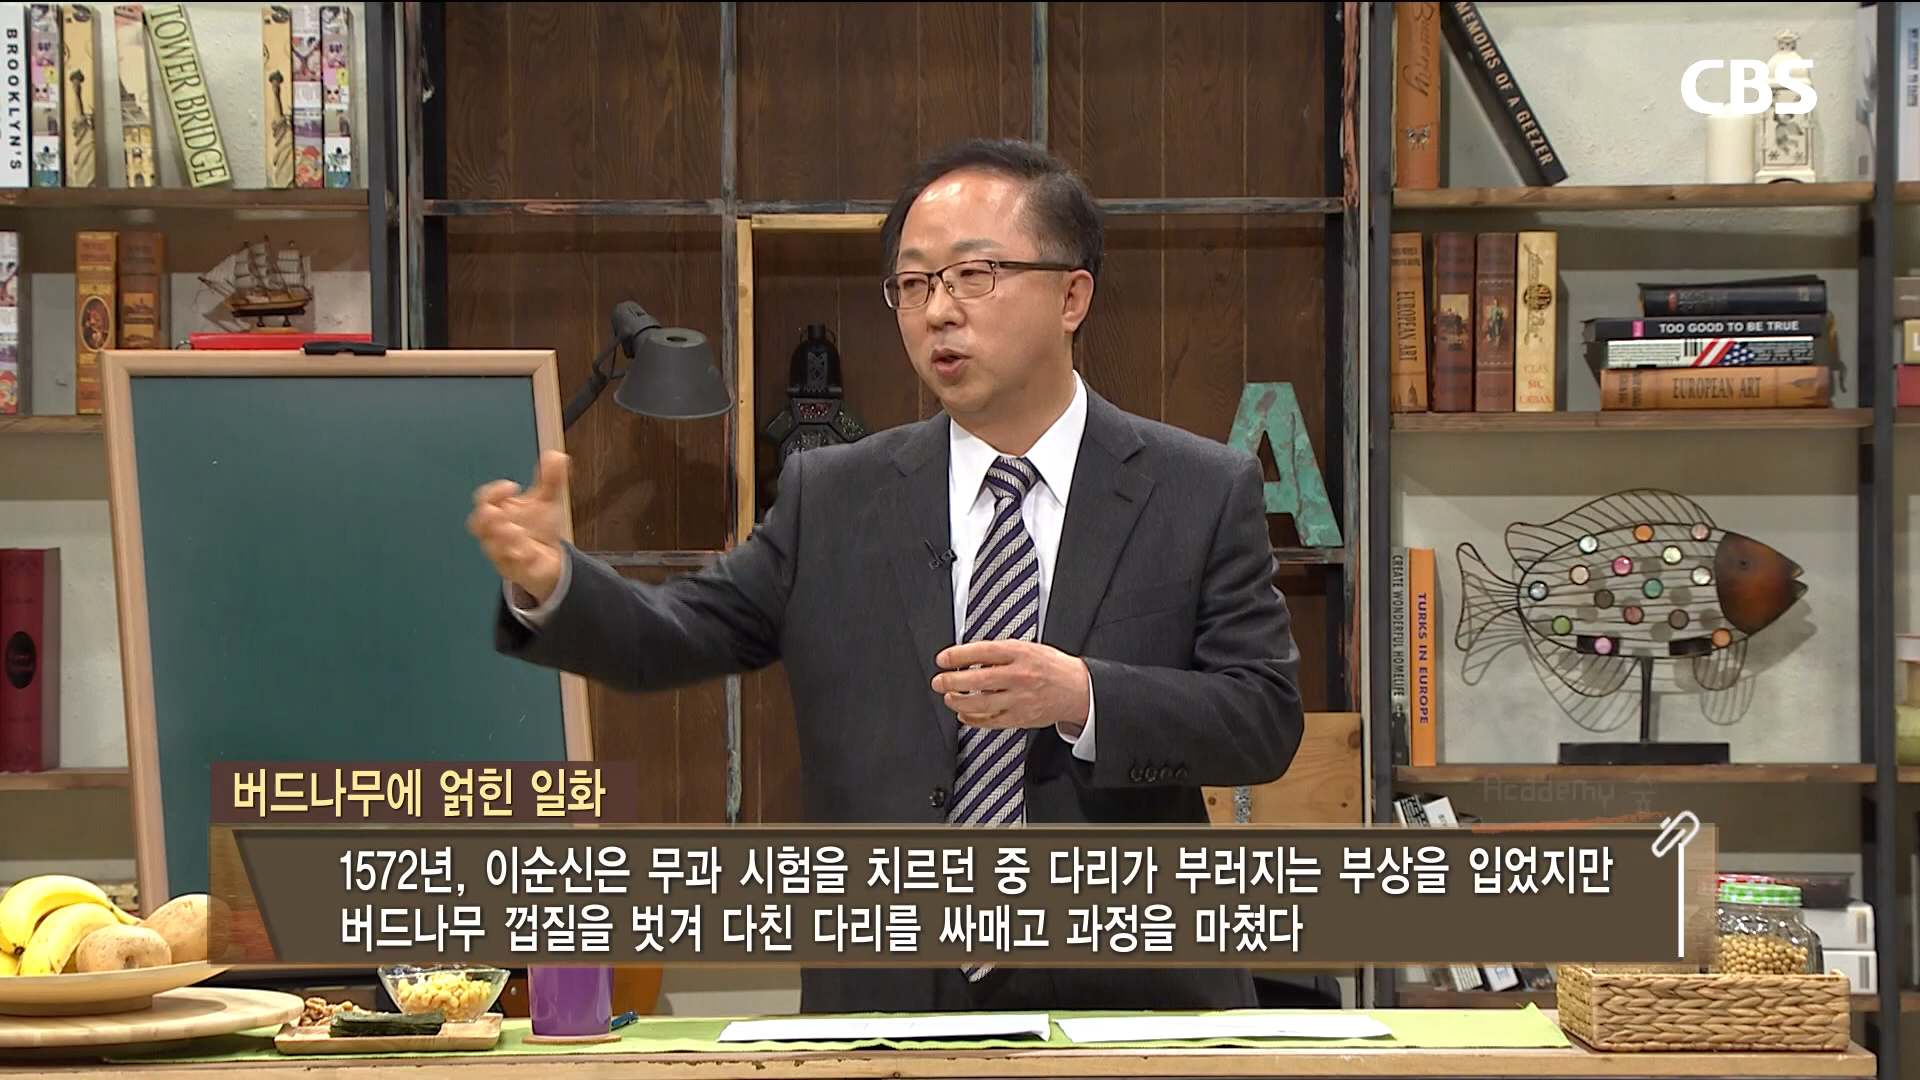 BROOKLYN'S
TOWER BRIDGE
MEMOIRS OF A GEEZER
CBS
EUROPEAN ART
TOO GOOD TO BE TRUE
EUROPEAN ART
A
CREATE WONDERFUL HOMELIFE
TURKS IN EUROPE
Academy 숲
버드나무에 얽힌 일화
1572년, 이순신은 무과 시험을 치르던 중 다리가 부러지는 부상을 입었지만
버드나무 껍질을 벗겨 다친 다리를 싸매고 과정을 마쳤다